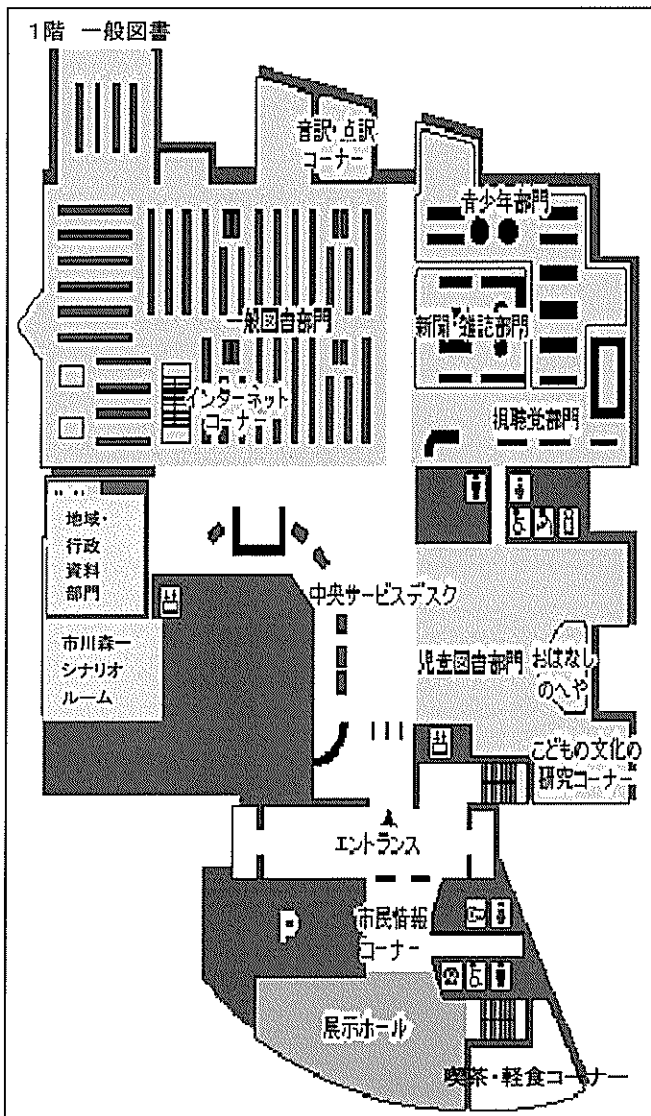 1階 一般図書
音訳・点訳
コーナー
青少年部門
一般図書部門
新聞・雑誌部門
インターネット
コーナー
視聴覚部門
地域・
行政
資料
部門
中央サービスデスク
市川森一
シナリオ
ルーム
児童図書部門
おはなし
のへや
こどもの文化の
研究コーナー
エントランス
市民情報
コーナー
展示ホール
喫茶・軽食コーナー